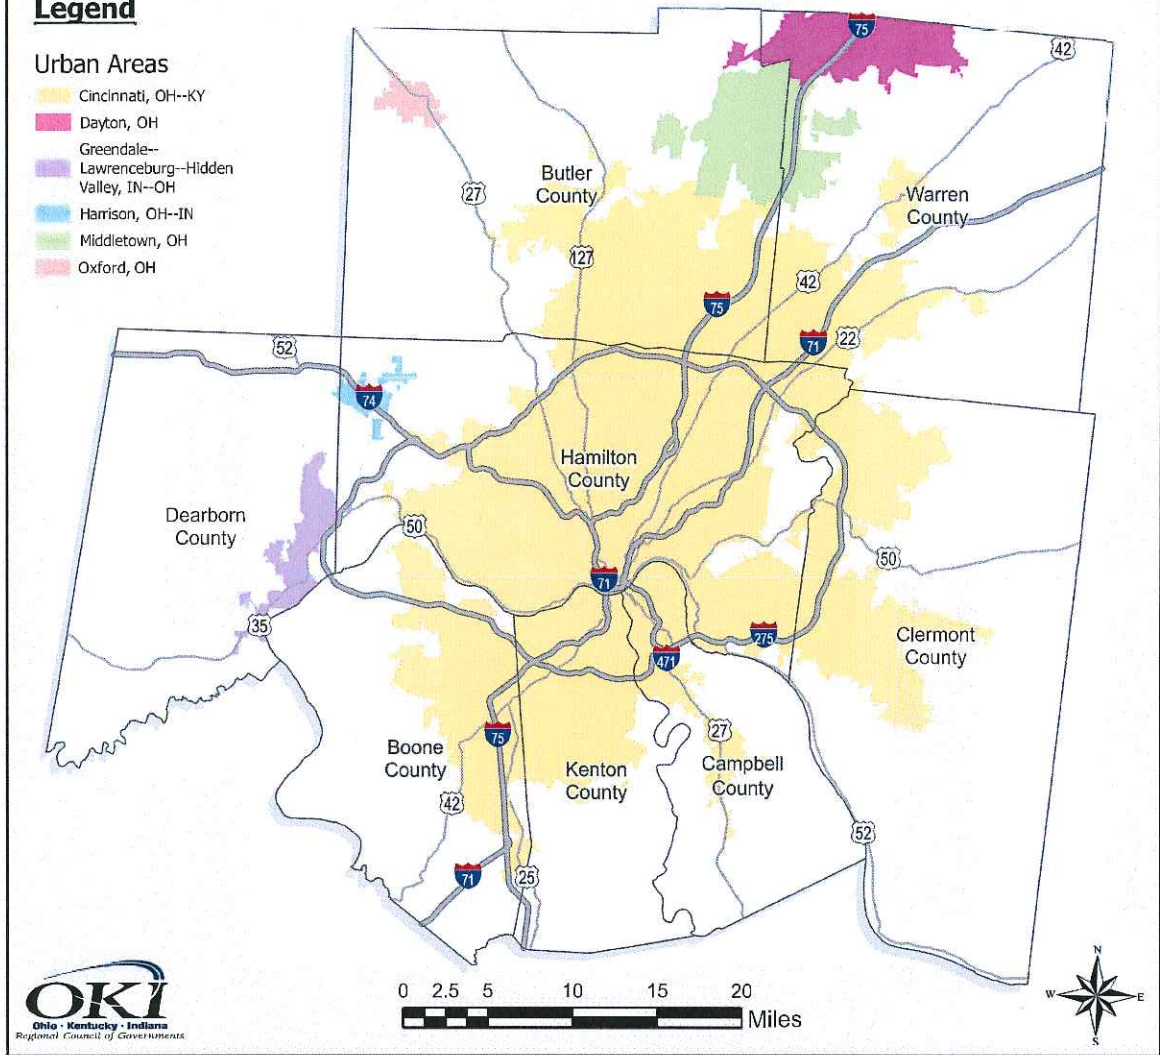 Legend
Urban Areas
Cincinnati, OH--KY
Dayton, OH
Greendale--
Lawrenceburg--Hidden
Valley, IN--OH
Harrison, OH--IN
Middletown, OH
Oxford, OH
75
42
Butler
County
27
Warren
County
127
42
75
71
22
52
74
Hamilton
County
Dearborn
County
50
50
71
35
275
Clermont
County
471
75
27
Boone
County
Kenton
County
Campbell
County
42
52
71
25
OKI
Ohio • Kentucky • Indiana
Regional Council of Governments
0 2.5 5 10 15 20
Miles
N
W
E
S